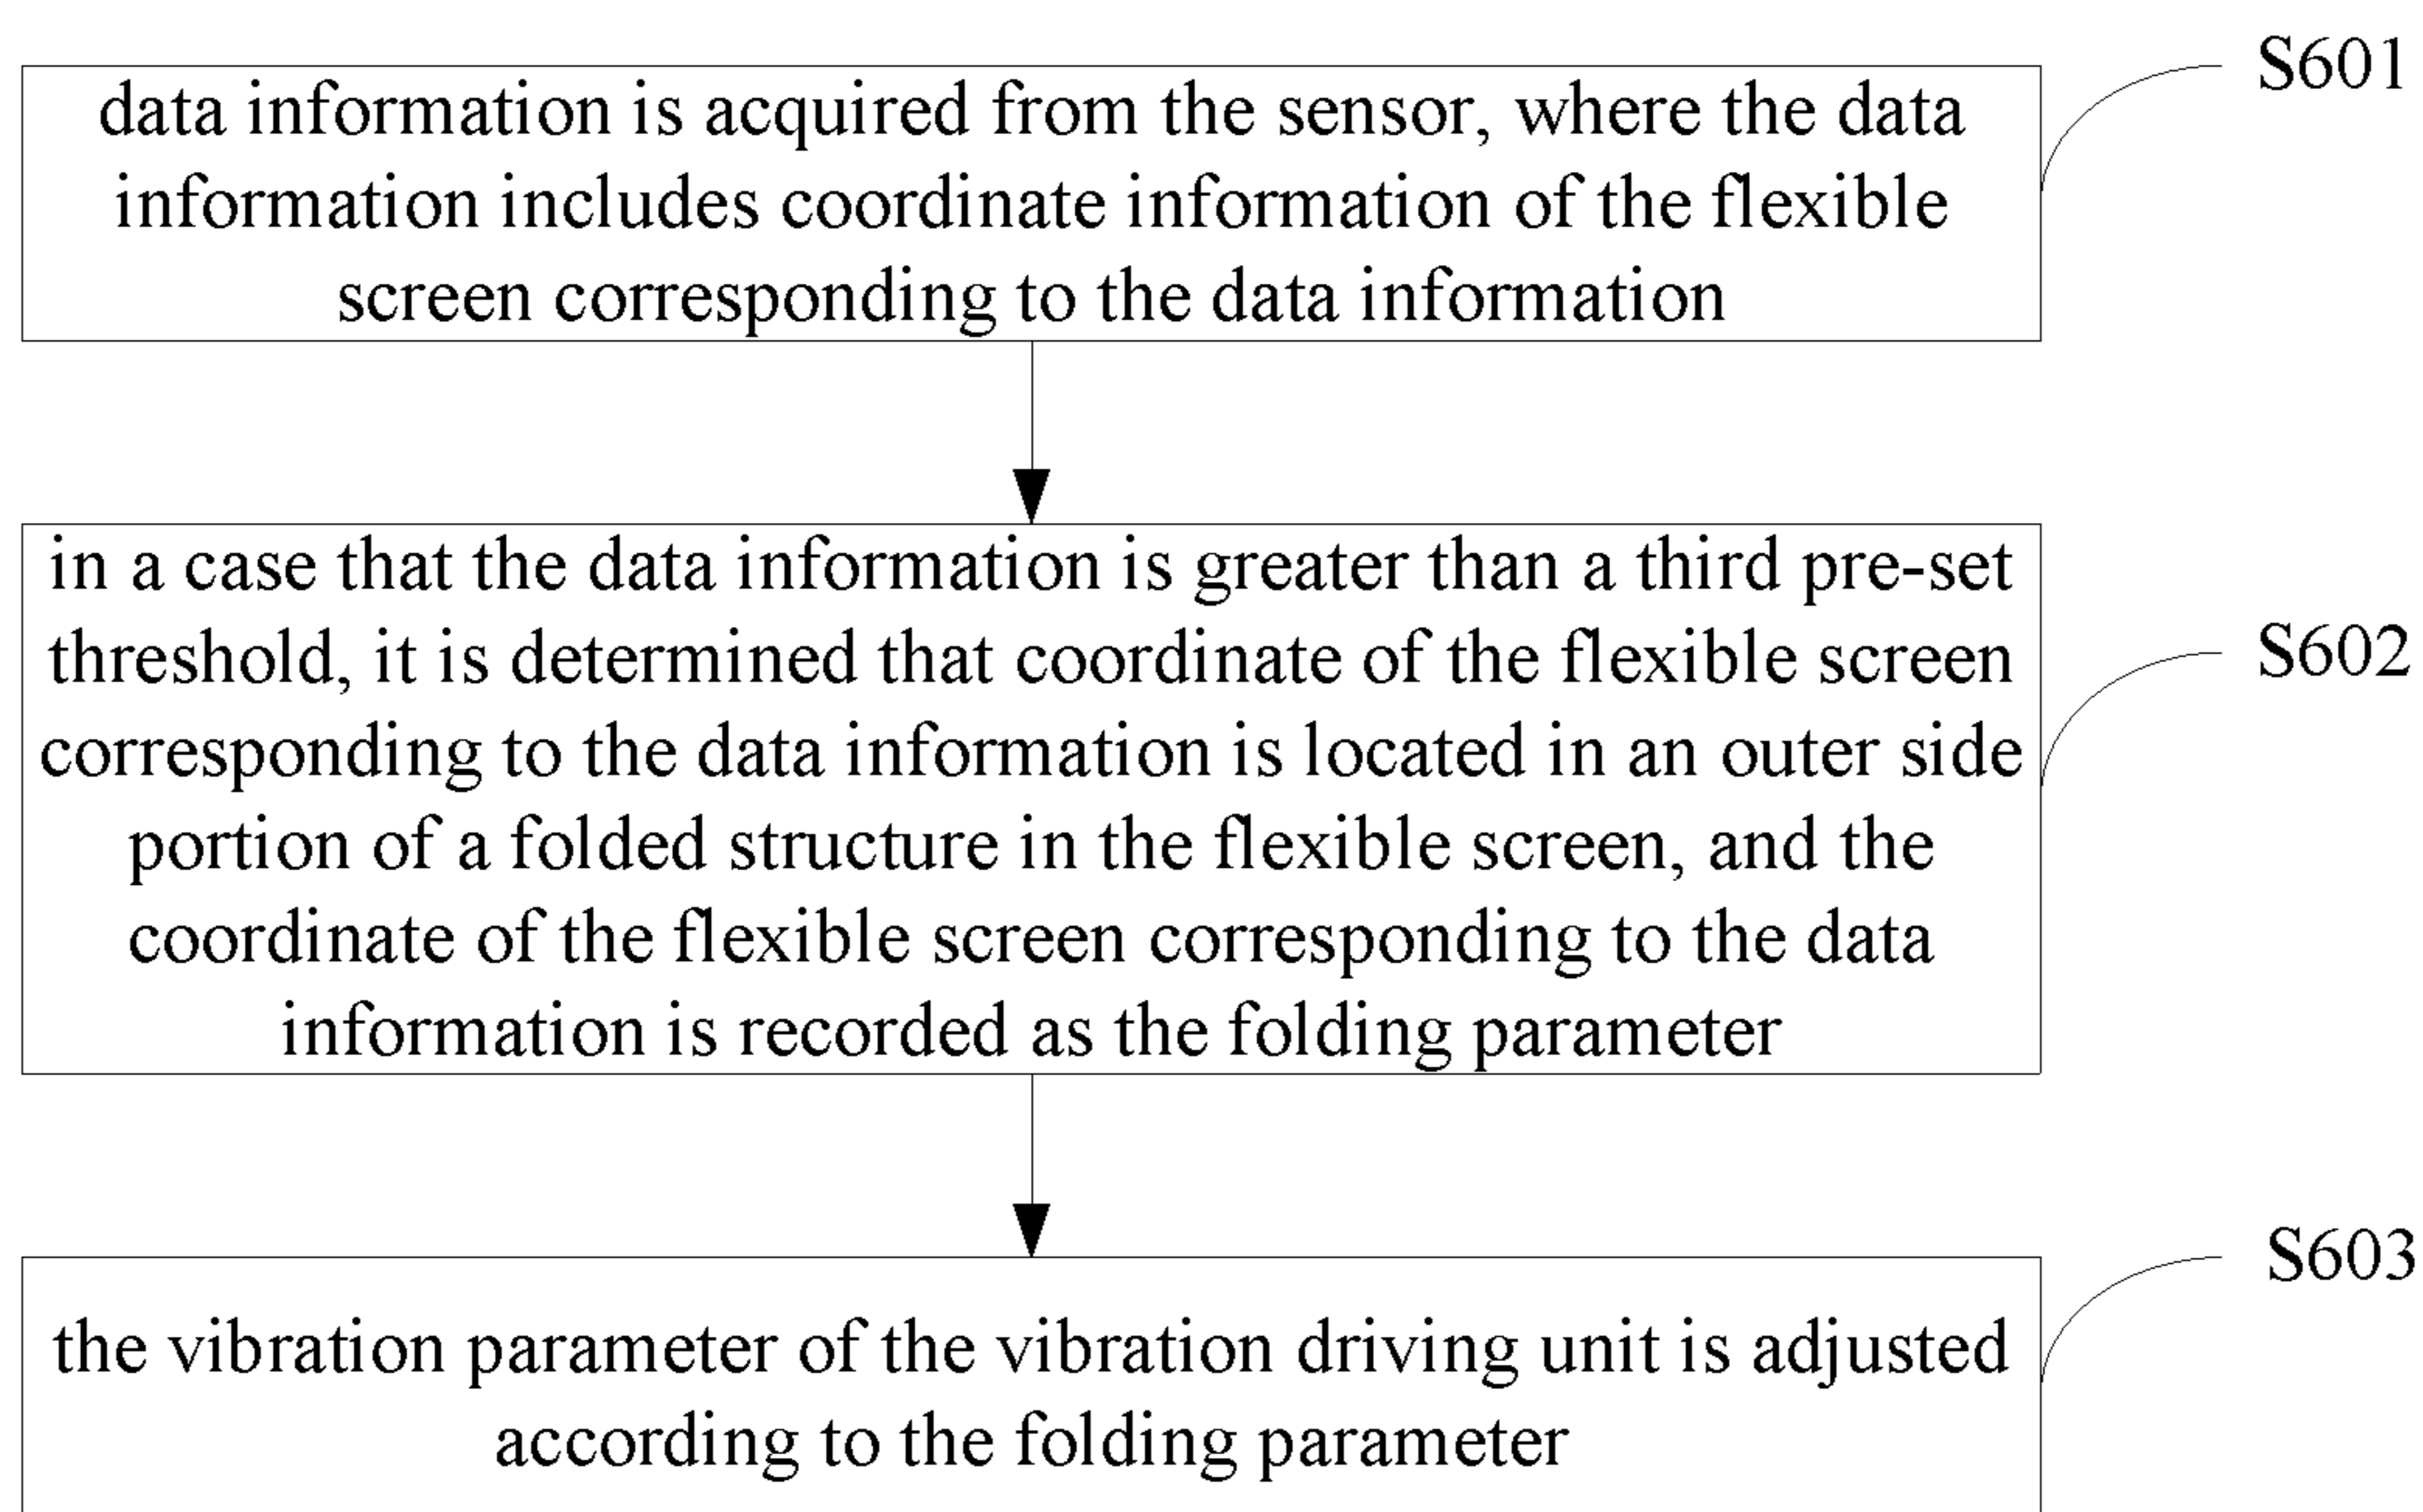 S601
data information is acquired from the sensor, where the data
information includes coordinate information of the flexible
screen corresponding to the data information
in a case that the data information is greater than a third pre-set
S602
threshold, it is determined that coordinate of the flexible screen
corresponding to the data information is located in an outer side
portion of a folded structure in the flexible screen, and the
coordinate of the flexible screen corresponding to the data
information is recorded as the folding parameter
S603
the vibration parameter of the vibration driving unit is adjusted
according to the folding parameter